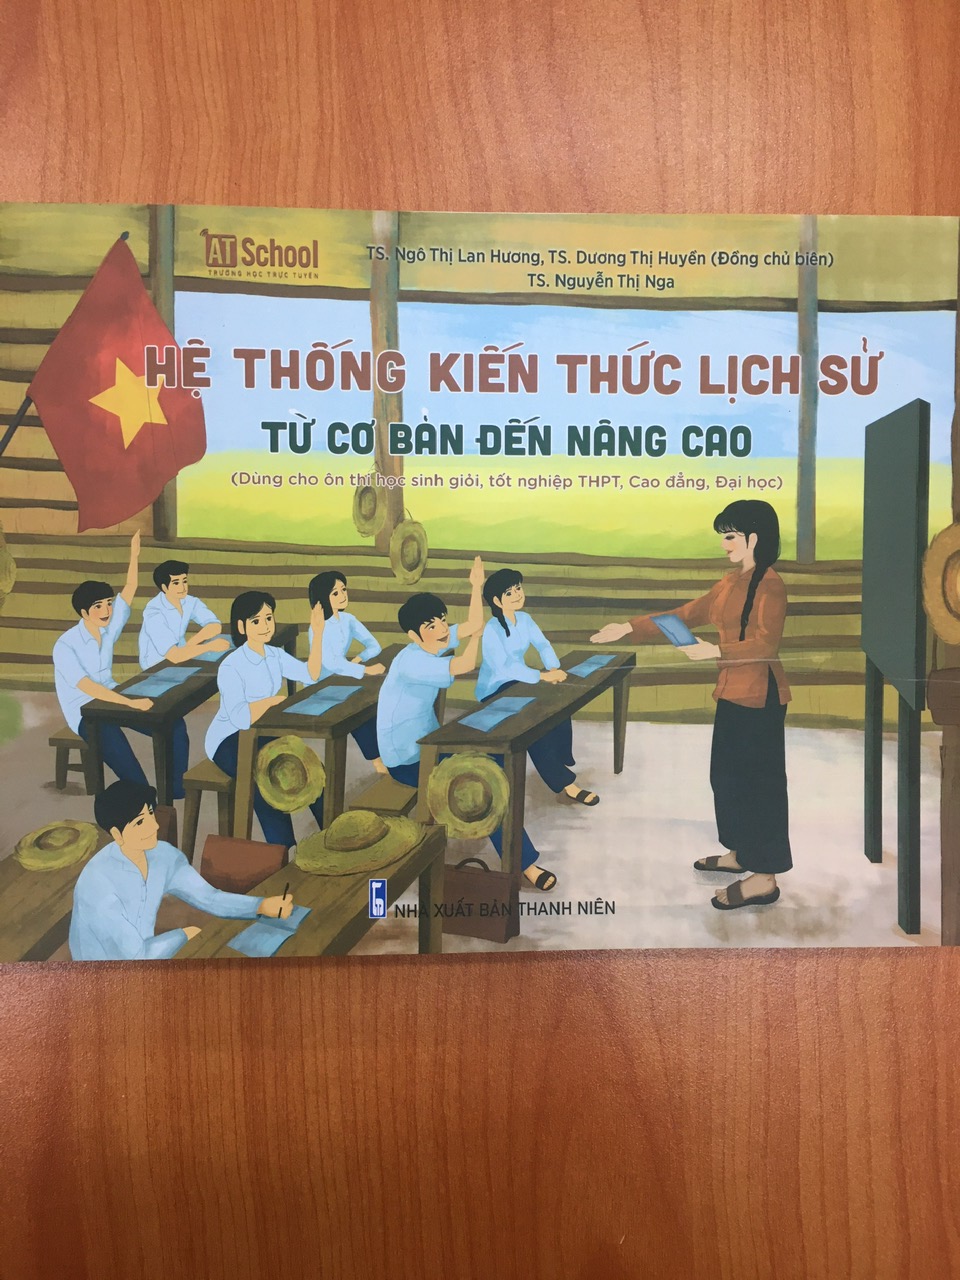 AT School
TRƯỜNG HỌC TRỰC TUYẾN
TS. Ngô Thị Lan Hương, TS. Dương Thị Huyền (Đồng chủ biên)
TS. Nguyễn Thị Nga
HỆ THỐNG KIẾN THỨC LỊCH SỬ
TỪ CƠ BẢN ĐẾN NÂNG CAO
(Dùng cho ôn thi học sinh giỏi, tốt nghiệp THPT, Cao đẳng, Đại học)
NHÀ XUẤT BẢN THANH NIÊN